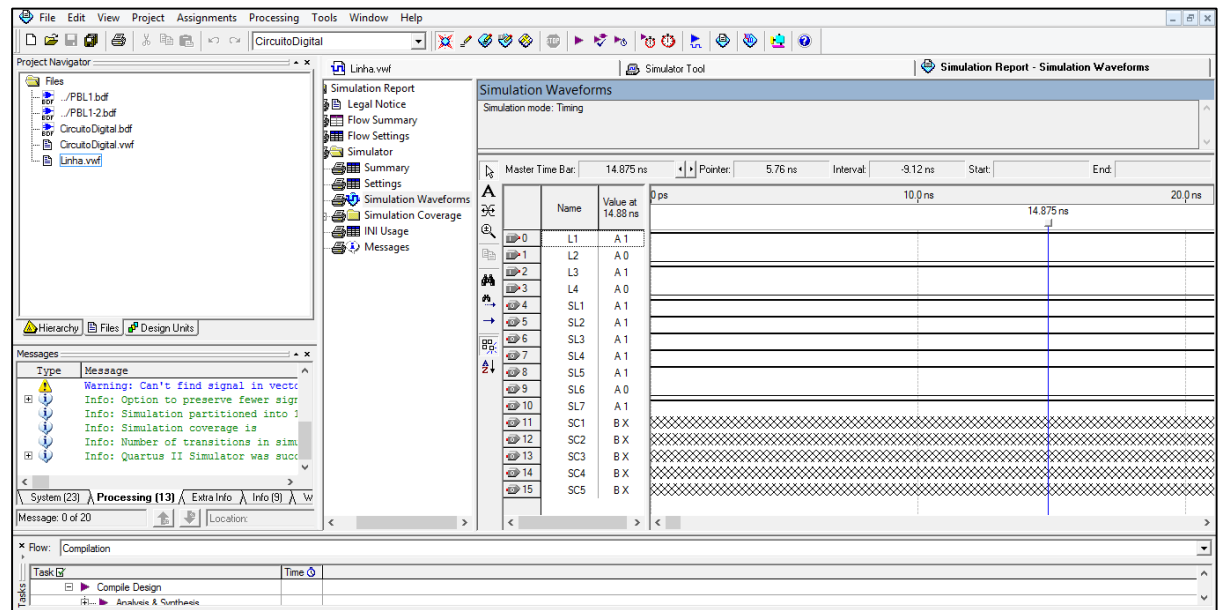 File Edit View Project Assignments Processing Tools Window Help
CircuitoDigital
Project Navigator
Files
../PBL1.bdf
../PBL1-2.bdf
CircuitoDigital.bdf
CircuitoDigital.vwf
Linha.vwf
Hierarchy Files Design Units
Messages
Type Message
Warning: Can't find signal in vecto
Info: Option to preserve fewer sign
Info: Simulation partitioned into 1
Info: Simulation coverage is
Info: Number of transitions in simu
Info: Quartus II Simulator was succ
System (23) Processing (13) Extra Info Info (9) W
Message: 0 of 20 Location:
Linha.vwf Simulator Tool Simulation Report - Simulation Waveforms
Simulation Report
Legal Notice
Flow Summary
Flow Settings
Simulator
Summary
Settings
Simulation Waveforms
Simulation Coverage
INI Usage
Messages
Simulation Waveforms
Simulation mode: Timing
Master Time Bar: 14.875 ns Pointer: 5.76 ns Interval: -9.12 ns Start: End:
Name Value at 14.88 ns
0 ps 10.0 ns 20.0 ns
14.875 ns
0 L1 A 1
1 L2 A 0
2 L3 A 1
3 L4 A 0
4 SL1 A 1
5 SL2 A 1
6 SL3 A 1
7 SL4 A 1
8 SL5 A 1
9 SL6 A 0
10 SL7 A 1
11 SC1 B X
12 SC2 B X
13 SC3 B X
14 SC4 B X
15 SC5 B X
Flow: Compilation
Task Time
Compile Design
Analysis & Synthesis
Tasks